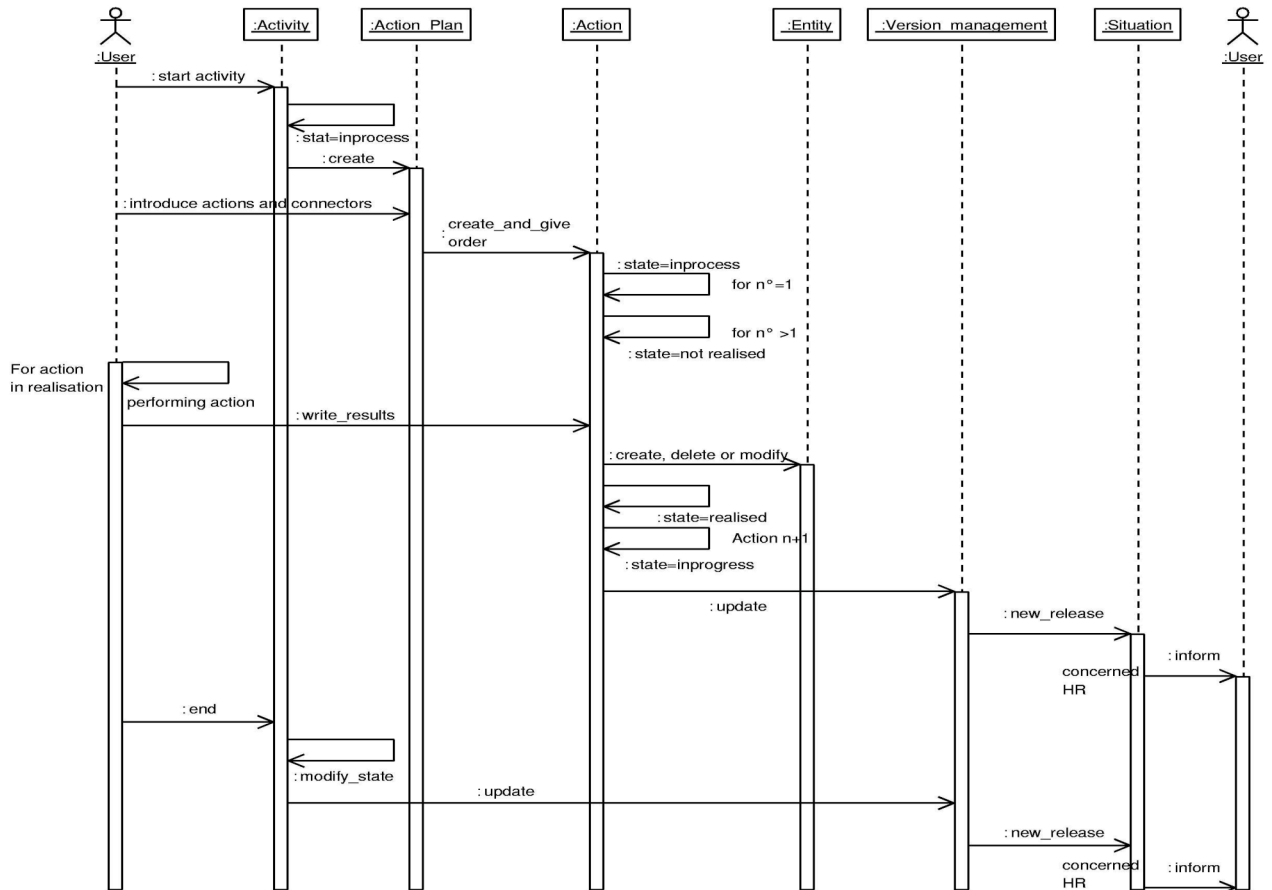 :User
:Activity
:Action_Plan
:Action
:Entity
:Version_management
:Situation
:User
: start activity
: stat=inprocess
: create
: introduce actions and connectors
: create_and_give
order
: state=inprocess
for n°=1
for n° >1
: state=not realised
For action
in realisation
performing action
: write_results
: create, delete or modify
: state=realised
Action n+1
: state=inprogress
: update
: new_release
: inform
concerned
HR
: end
: modify_state
: update
: new_release
: inform
concerned
HR